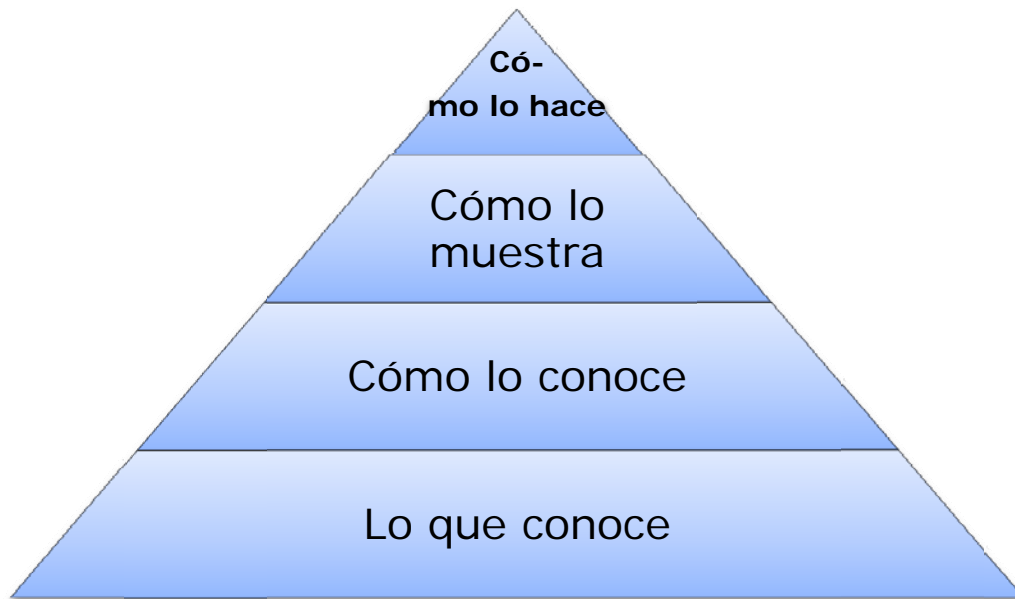 Có-
mo lo hace
Cómo lo
muestra
Cómo lo conoce
Lo que conoce